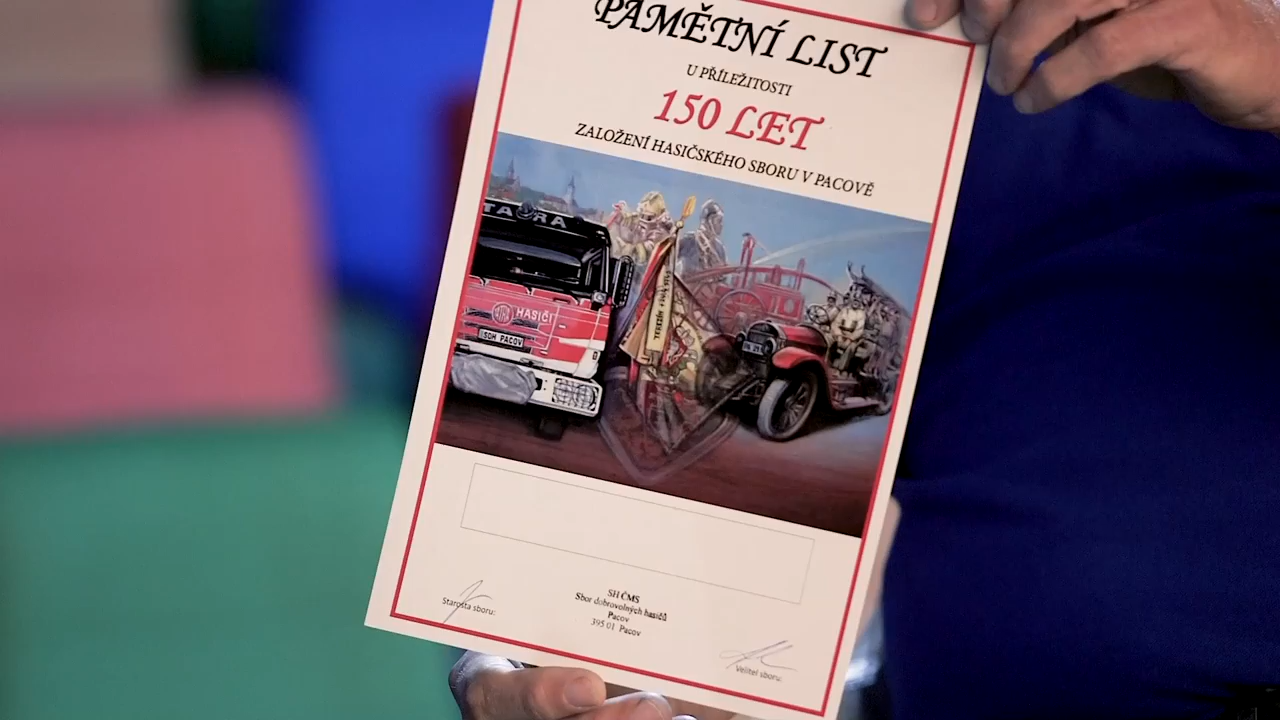 PAMĚTNÍ LIST
U PŘÍLEŽITOSTI
150 LET
ZALOŽENÍ HASIČSKÉHO SBORU V PACOVĚ
TATRA
HASIČI
SDH PACOV
Starosta sboru:
SH ČMS
Sbor dobrovolných hasičů
Pacov
395 01 Pacov
Velitel sboru: